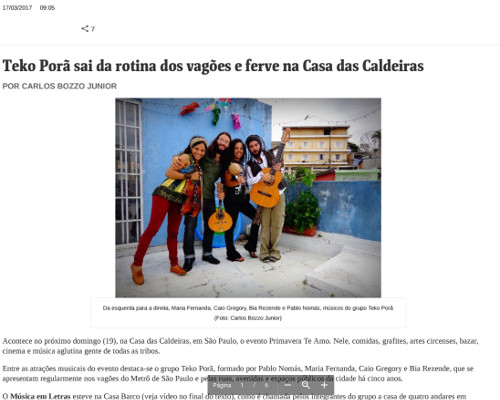 17/03/2017 09:05
7
Teko Porã sai da rotina dos vagões e ferve na Casa das Caldeiras
POR CARLOS BOZZO JUNIOR
Da esquerda para a direita, Maria Fernanda, Caio Gregory, Bia Rezende e Pablo Nomás, músicos do grupo Teko Porã
(Foto: Carlos Bozzo Junior)
Acontece no próximo domingo (19), na Casa das Caldeiras, em São Paulo, o evento Primavera Te Amo. Nele, comidas, grafites, artes circenses, bazar,
cinema e música aglutina gente de todas as tribos.
Entre as atrações musicais do evento destaca-se o grupo Teko Porã, formado por Pablo Nomás, Maria Fernanda, Caio Gregory e Bia Rezende, que se
apresentam regularmente nos vagões do Metrô de São Paulo e pelas ruas, avenidas e espaços públicos da cidade há cinco anos.
Página 1 / 6
O Música em Letras esteve na Casa Barco (veja vídeo no final do texto), como é chamada pelos integrantes do grupo a casa de quatro andares em